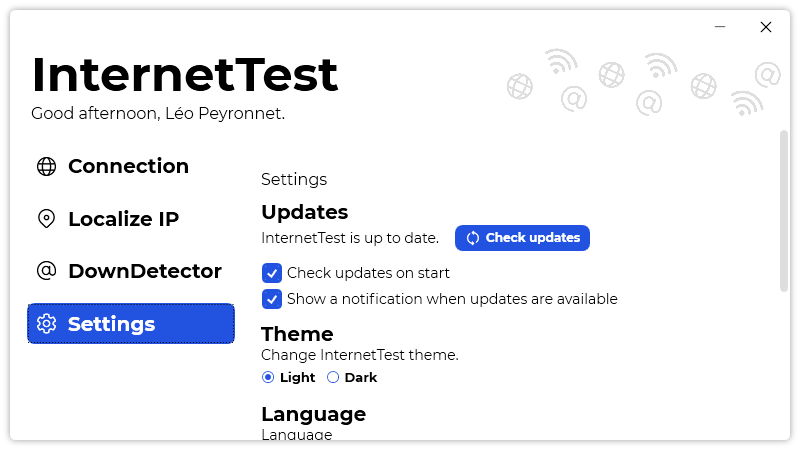 InternetTest
Good afternoon, Léo Peyronnet.
Connection
Localize IP
DownDetector
Settings
Settings
Updates
InternetTest is up to date.
Check updates
Check updates on start
Show a notification when updates are available
Theme
Change InternetTest theme.
Light
Dark
Language
Language